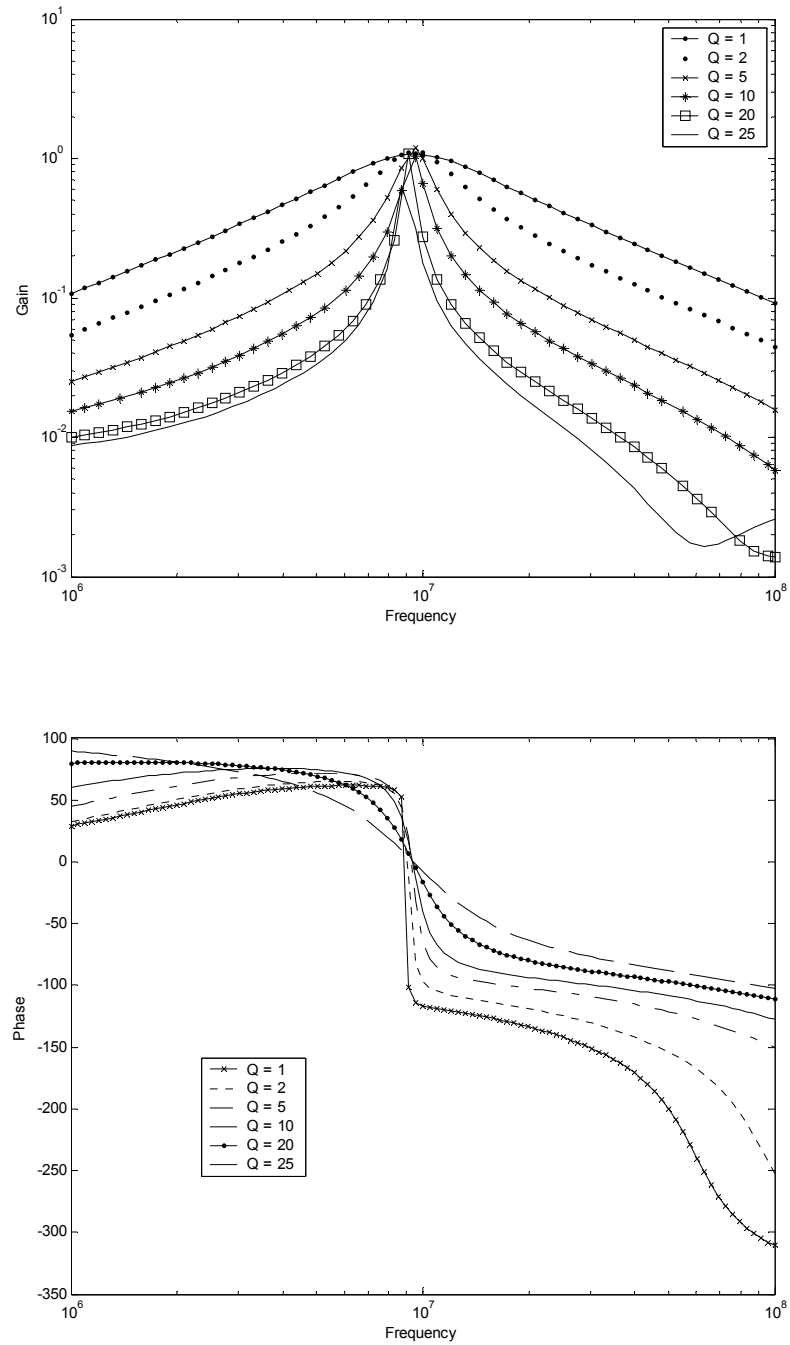 10^1
10^0
10^-1
10^-2
10^-3
Gain
Q = 1
Q = 2
Q = 5
Q = 10
Q = 20
Q = 25
10^6
10^7
10^8
Frequency
100
50
0
-50
-100
-150
-200
-250
-300
-350
Phase
Q = 1
Q = 2
Q = 5
Q = 10
Q = 20
Q = 25
10^6
10^7
10^8
Frequency